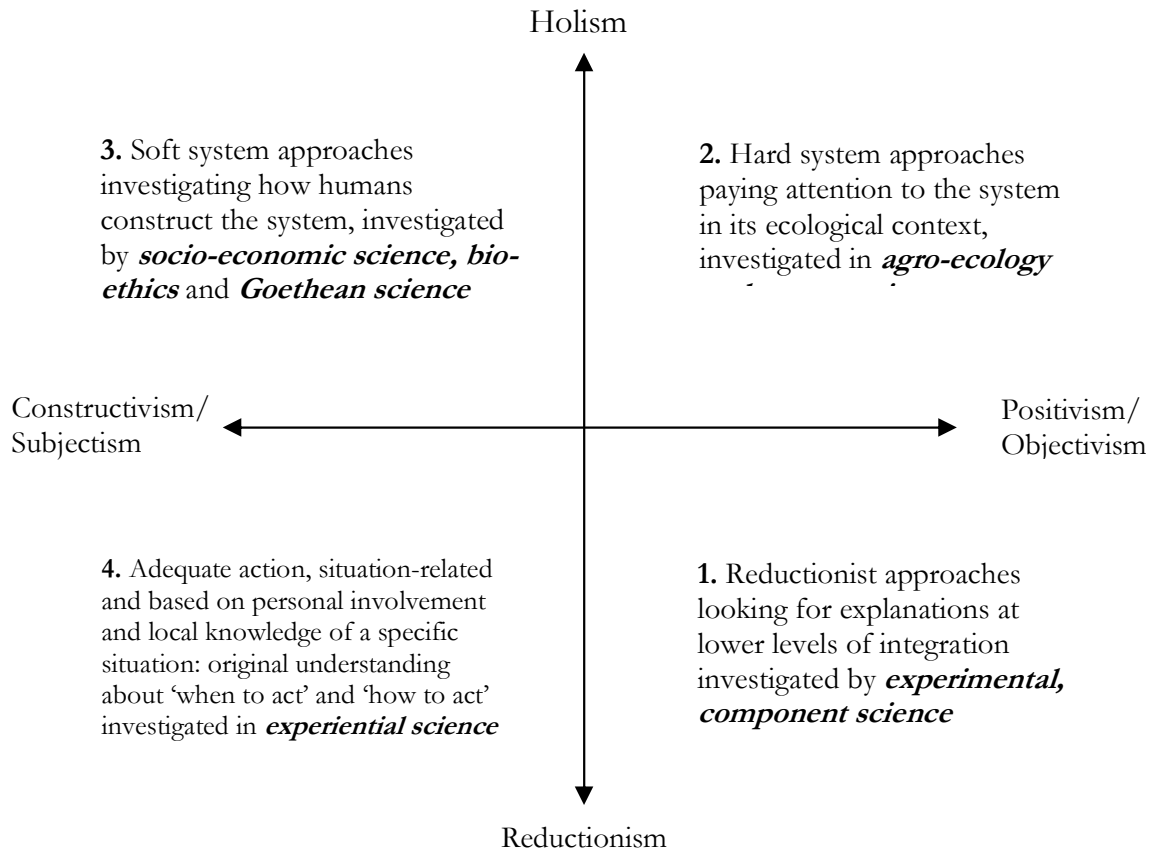 Holism
3. Soft system approaches
investigating how humans
construct the system, investigated
by socio-economic science, bio-
ethics and Goethean science
2. Hard system approaches
paying attention to the system
in its ecological context,
investigated in agro-ecology
Constructivism/
Subjectism
Positivism/
Objectivism
4. Adequate action, situation-related
and based on personal involvement
and local knowledge of a specific
situation: original understanding
about ‘when to act’ and ‘how to act’
investigated in experiential science
1. Reductionist approaches
looking for explanations at
lower levels of integration
investigated by experimental,
component science
Reductionism